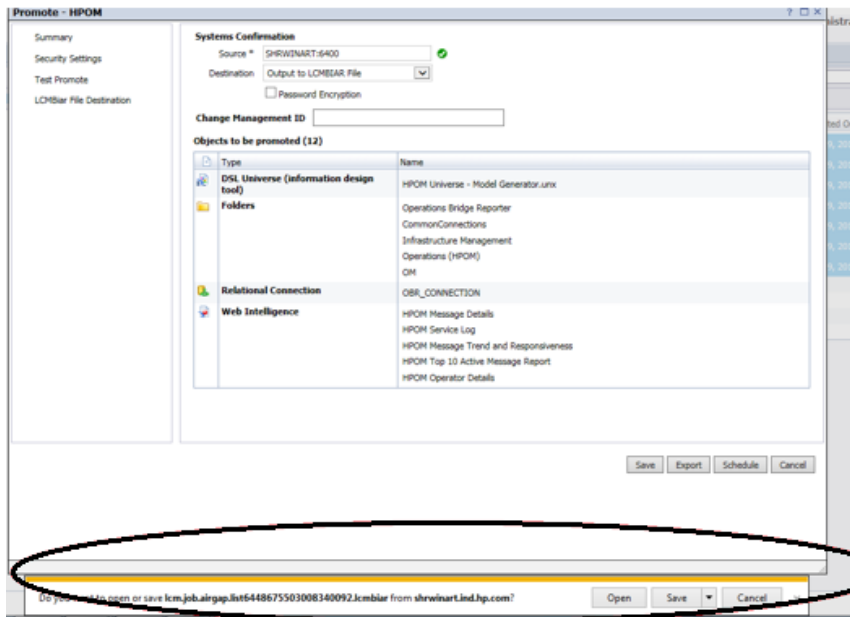 Promote - HPOM
? □ ×
Summary
Security Settings
Test Promote
LCMBiar File Destination
Systems Confirmation
Source * SHRWINART:6400
Destination Output to LCMBIAR File
Password Encryption
Change Management ID
Objects to be promoted (12)
Type Name
DSL Universe (information design tool) HPOM Universe - Model Generator.unx
Folders Operations Bridge Reporter
CommonConnections
Infrastructure Management
Operations (HPOM)
OM
Relational Connection OBR_CONNECTION
Web Intelligence HPOM Message Details
HPOM Service Log
HPOM Message Trend and Responsiveness
HPOM Top 10 Active Message Report
HPOM Operator Details
Save Export Schedule Cancel
Do you want to open or save lcm.job.airgap.list6448675503008340092.lcmbiar from shrwinart.ind.hp.com? Open Save Cancel